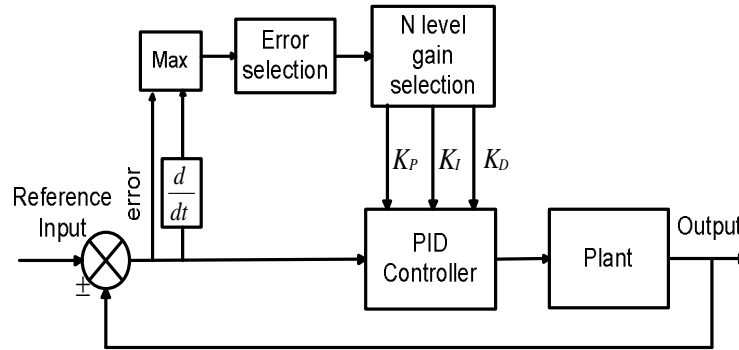 Max
Error
selection
N level
gain
selection
error
d
dt
K_P
K_I
K_D
Reference
Input
±
PID
Controller
Plant
Output